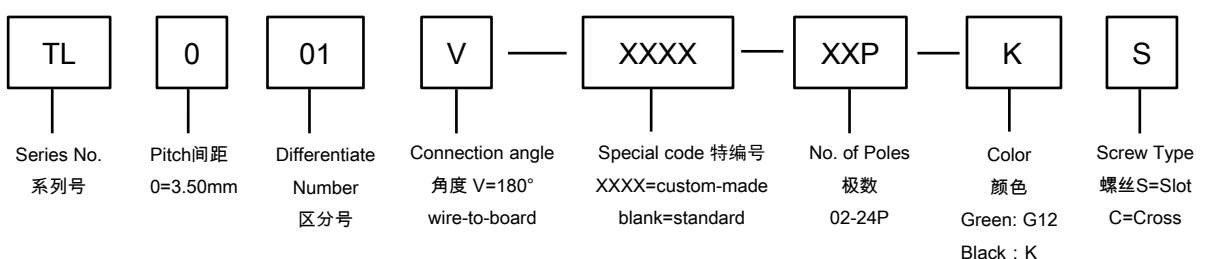 TL 0 01 V XXXX XXP K S
Series No.
系列号
Pitch间距
0=3.50mm
Differentiate
Number
区分号
Connection angle
角度 V=180°
wire-to-board
Special code 特编号
XXXX=custom-made
blank=standard
No. of Poles
极数
02-24P
Color
颜色
Green: G12
Black : K
Screw Type
螺丝S=Slot
C=Cross